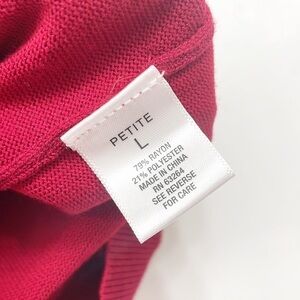 PETITE
L
79% RAYON
21% POLYESTER
MADE IN CHINA
RN 63264
SEE REVERSE
FOR CARE